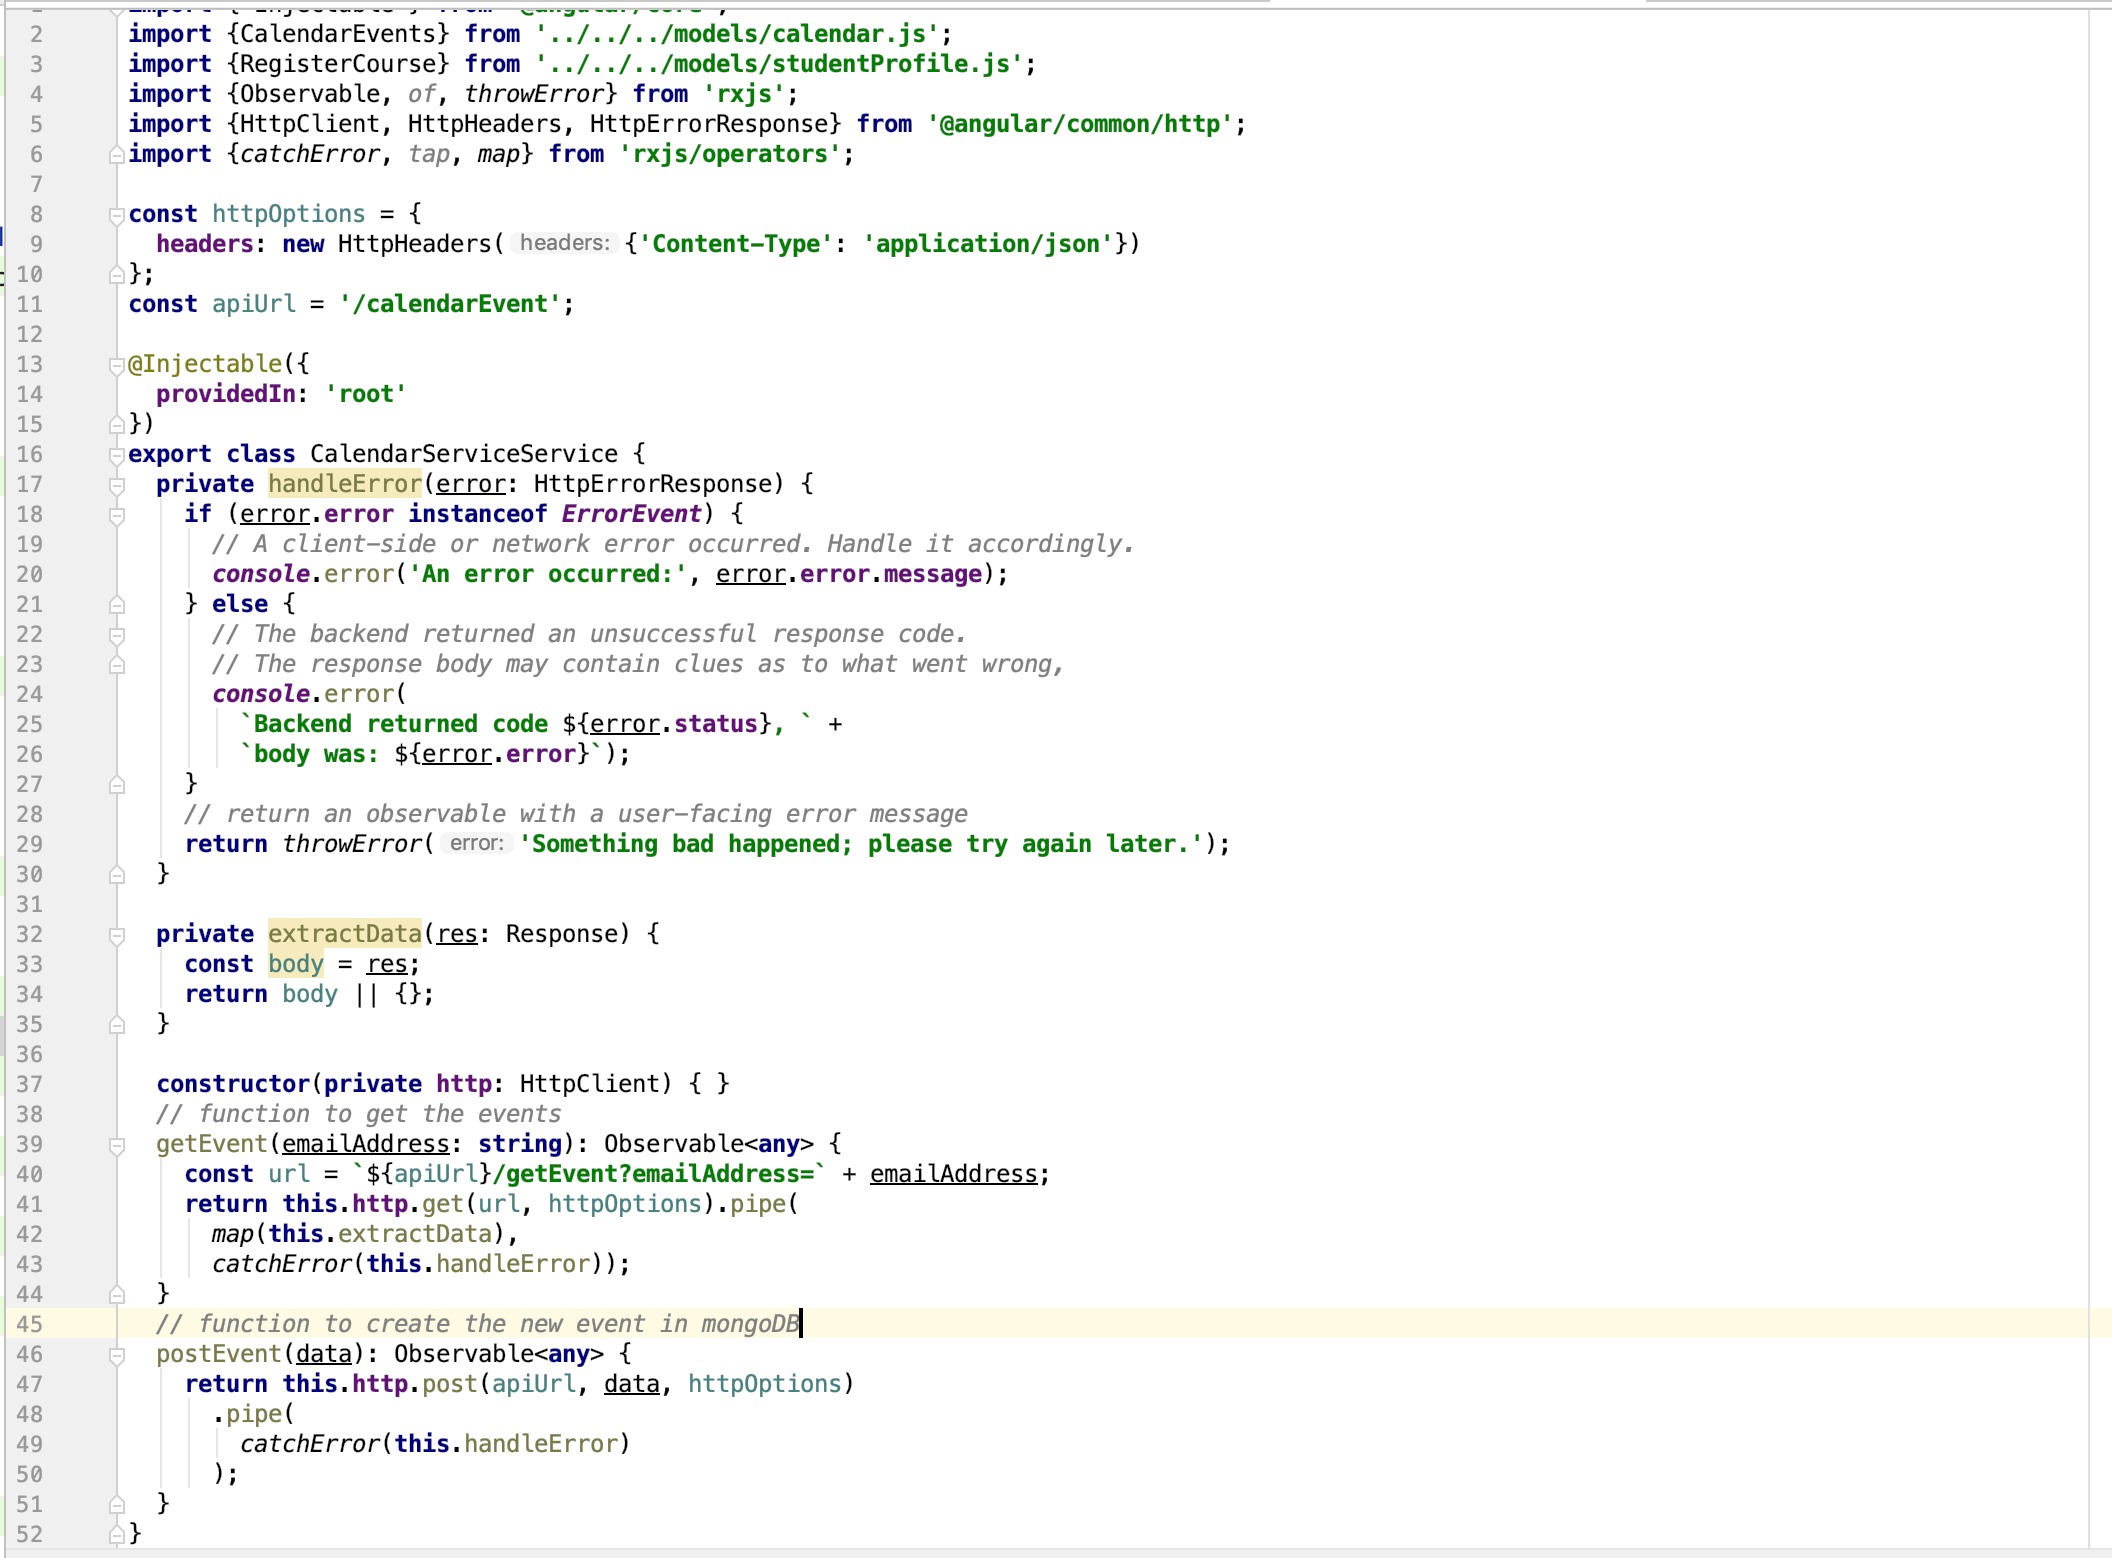 2 import {CalendarEvents} from '../../../models/calendar.js';
3 import {RegisterCourse} from '../../../models/studentProfile.js';
4 import {Observable, of, throwError} from 'rxjs';
5 import {HttpClient, HttpHeaders, HttpErrorResponse} from '@angular/common/http';
6 import {catchError, tap, map} from 'rxjs/operators';
7
8 const httpOptions = {
9   headers: new HttpHeaders( headers: {'Content-Type': 'application/json'})
10 };
11 const apiUrl = '/calendarEvent';
12
13 @Injectable({
14   providedIn: 'root'
15 })
16 export class CalendarServiceService {
17   private handleError(error: HttpErrorResponse) {
18     if (error.error instanceof ErrorEvent) {
19       // A client-side or network error occurred. Handle it accordingly.
20       console.error('An error occurred:', error.error.message);
21     } else {
22       // The backend returned an unsuccessful response code.
23       // The response body may contain clues as to what went wrong,
24       console.error(
25         `Backend returned code ${error.status}, ` +
26         `body was: ${error.error}`);
27     }
28     // return an observable with a user-facing error message
29     return throwError( error: 'Something bad happened; please try again later.');
30   }
31
32   private extractData(res: Response) {
33     const body = res;
34     return body || {};
35   }
36
37   constructor(private http: HttpClient) { }
38   // function to get the events
39   getEvent(emailAddress: string): Observable<any> {
40     const url = `${apiUrl}/getEvent?emailAddress=` + emailAddress;
41     return this.http.get(url, httpOptions).pipe(
42       map(this.extractData),
43       catchError(this.handleError));
44   }
45   // function to create the new event in mongoDB
46   postEvent(data): Observable<any> {
47     return this.http.post(apiUrl, data, httpOptions)
48       .pipe(
49         catchError(this.handleError)
50       );
51   }
52 }